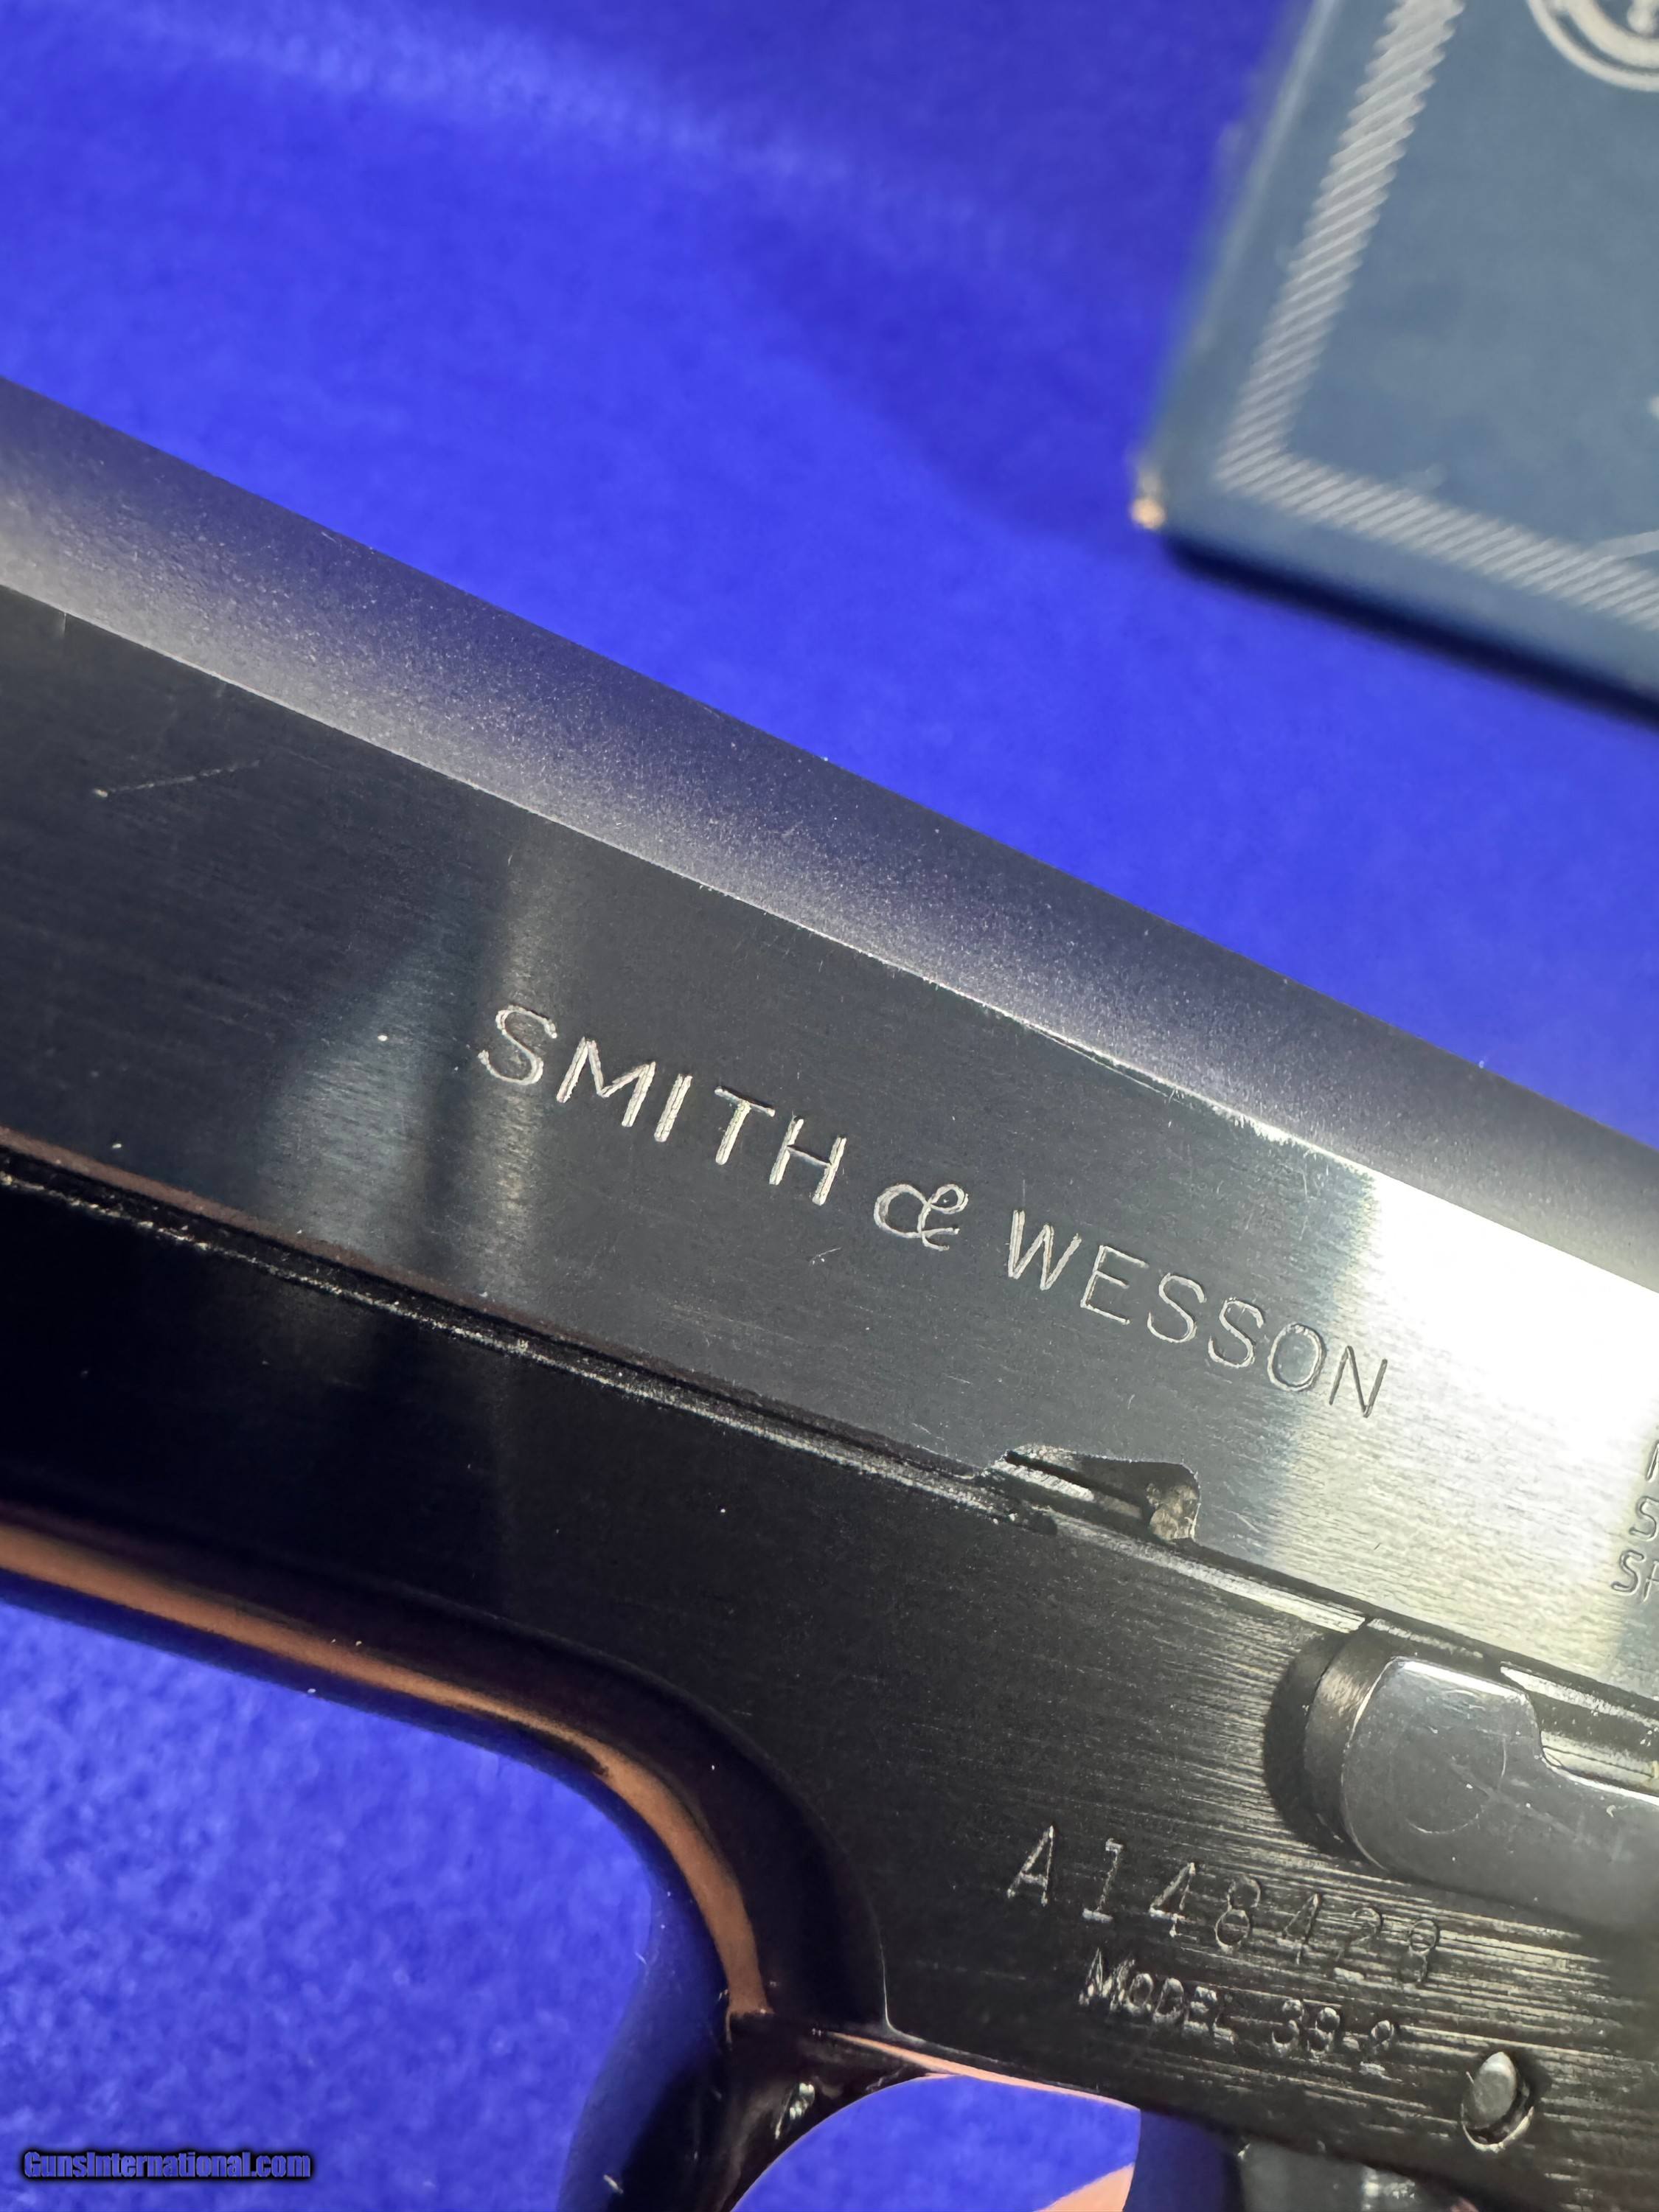 SMITH & WESSON
A148428
MODEL 39-2
GunsInternational.com